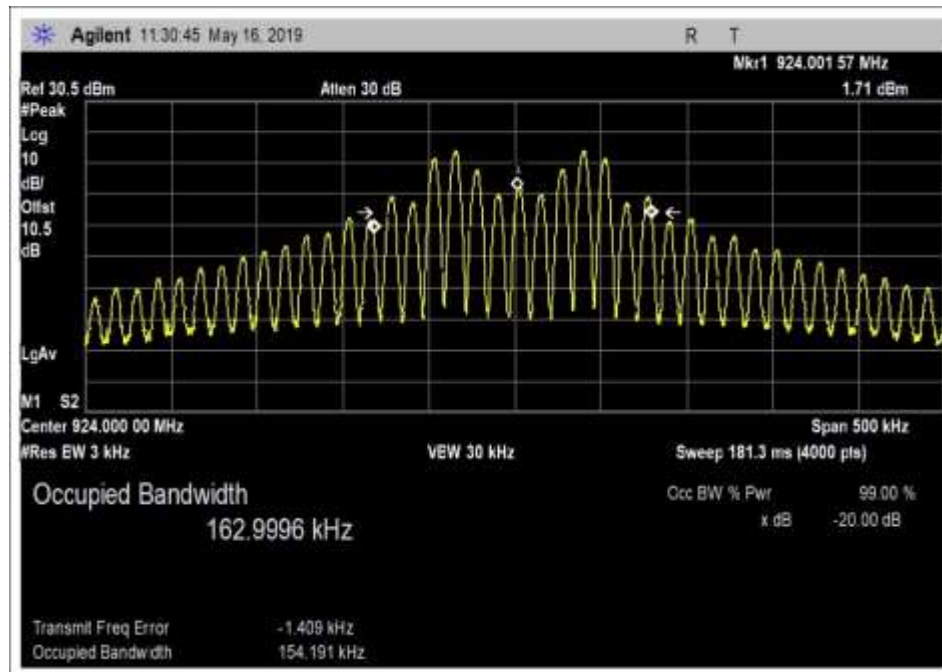 Agilent 11:30:45 May 16, 2019 R T
Mkr1 924.001 57 MHz
Ref 30.5 dBm Atten 30 dB 1.71 dBm
#Peak
Log
10
dB/
Offst
10.5
dB
LgAv
M1 S2
Center 924.000 00 MHz Span 500 kHz
#Res BW 3 kHz VBW 30 kHz Sweep 181.3 ms (4000 pts)
Occupied Bandwidth Occ BW % Pwr 99.00 %
162.9996 kHz x dB -20.00 dB
Transmit Freq Error -1.409 kHz
Occupied Bandwidth 154.191 kHz